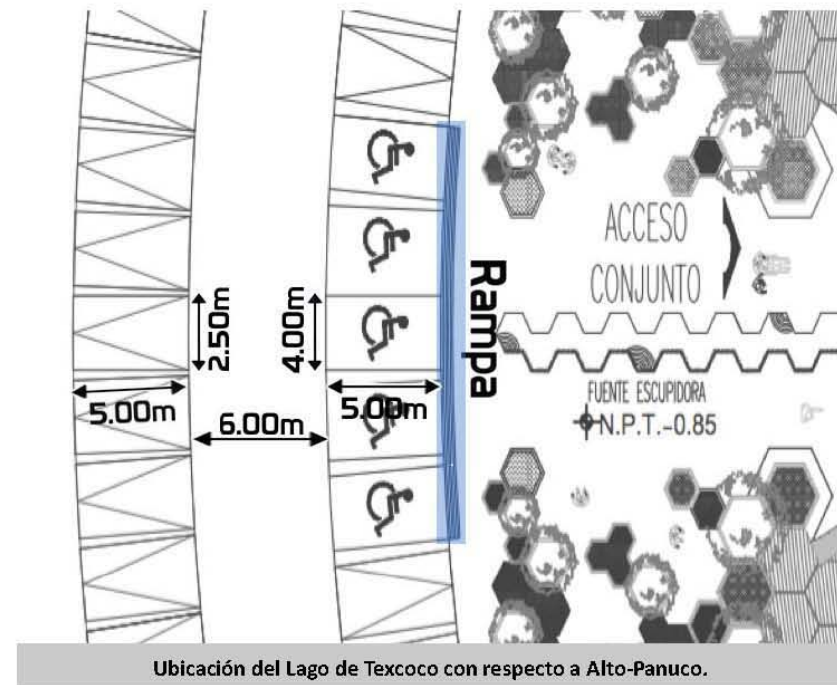 ACCESO
CONJUNTO
Rampa
2.50m
4.00m
5.00m
5.00m
6.00m
FUENTE ESCUPIDORA
N.P.T.-0.85
Ubicación del Lago de Texcoco con respecto a Alto-Panuco.